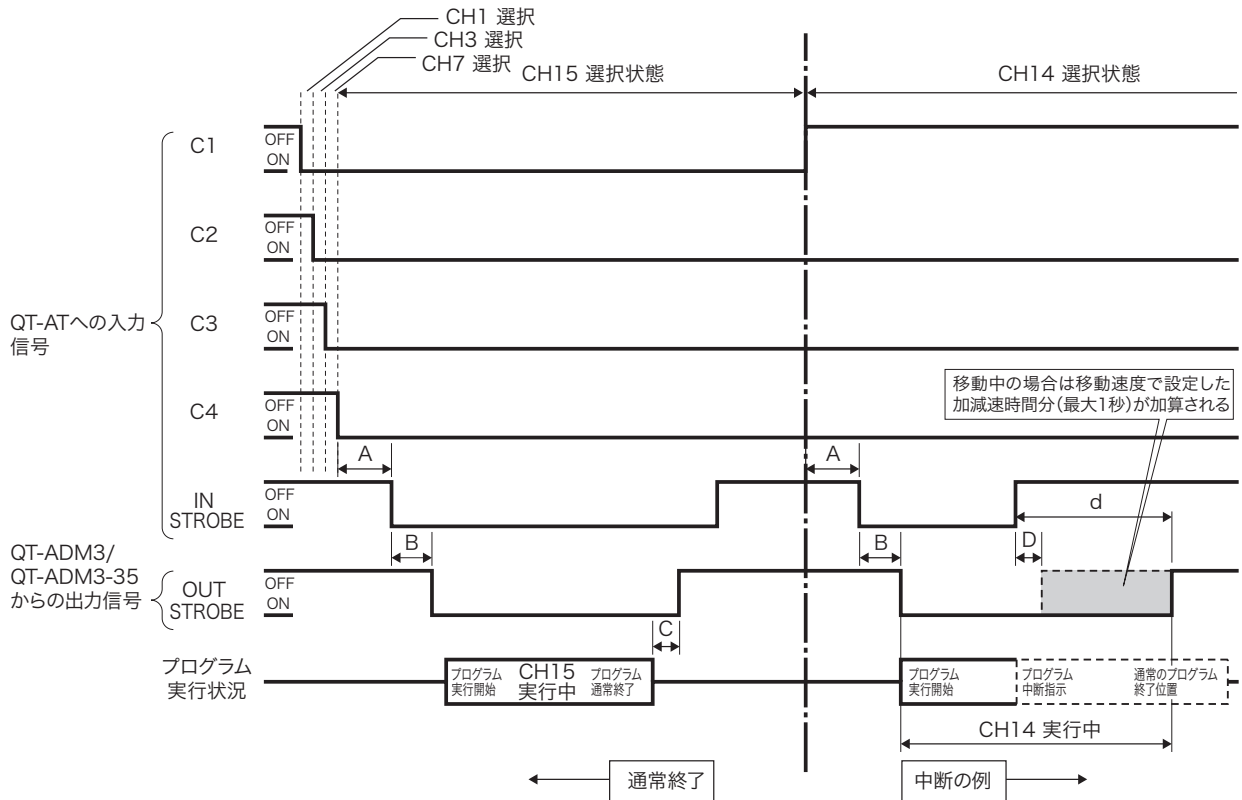 CH1 選択
CH3 選択
CH7 選択
CH15 選択状態
CH14 選択状態
QT-ATへの入力
信号
C1
OFF
ON
C2
OFF
ON
C3
OFF
ON
C4
OFF
ON
移動中の場合は移動速度で設定した
加減速時間分(最大1秒)が加算される
A
A
IN
STROBE
OFF
ON
d
B
B
D
QT-ADM3/
QT-ADM3-35
からの出力信号
OUT
STROBE
OFF
ON
C
プログラム
実行状況
プログラム
実行開始
CH15
実行中
プログラム
通常終了
プログラム
実行開始
プログラム
中断指示
通常のプログラム
終了位置
CH14 実行中
通常終了
中断の例